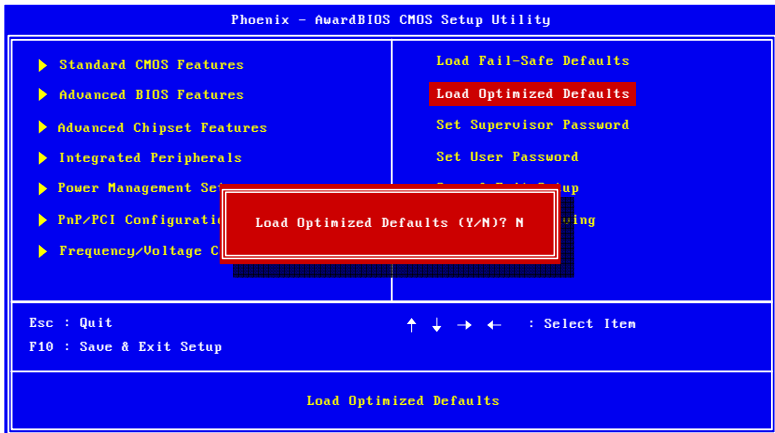 Phoenix - AwardBIOS CMOS Setup Utility
Standard CMOS Features
Advanced BIOS Features
Advanced Chipset Features
Integrated Peripherals
Power Management
PnP/PCI
Frequency/Voltage
Load Fail-Safe Defaults
Load Optimized Defaults
Set Supervisor Password
Set User Password
Load Optimized Defaults (Y/N)? N
Esc : Quit
↑ ↓ → ← : Select Item
F10 : Save & Exit Setup
Load Optimized Defaults